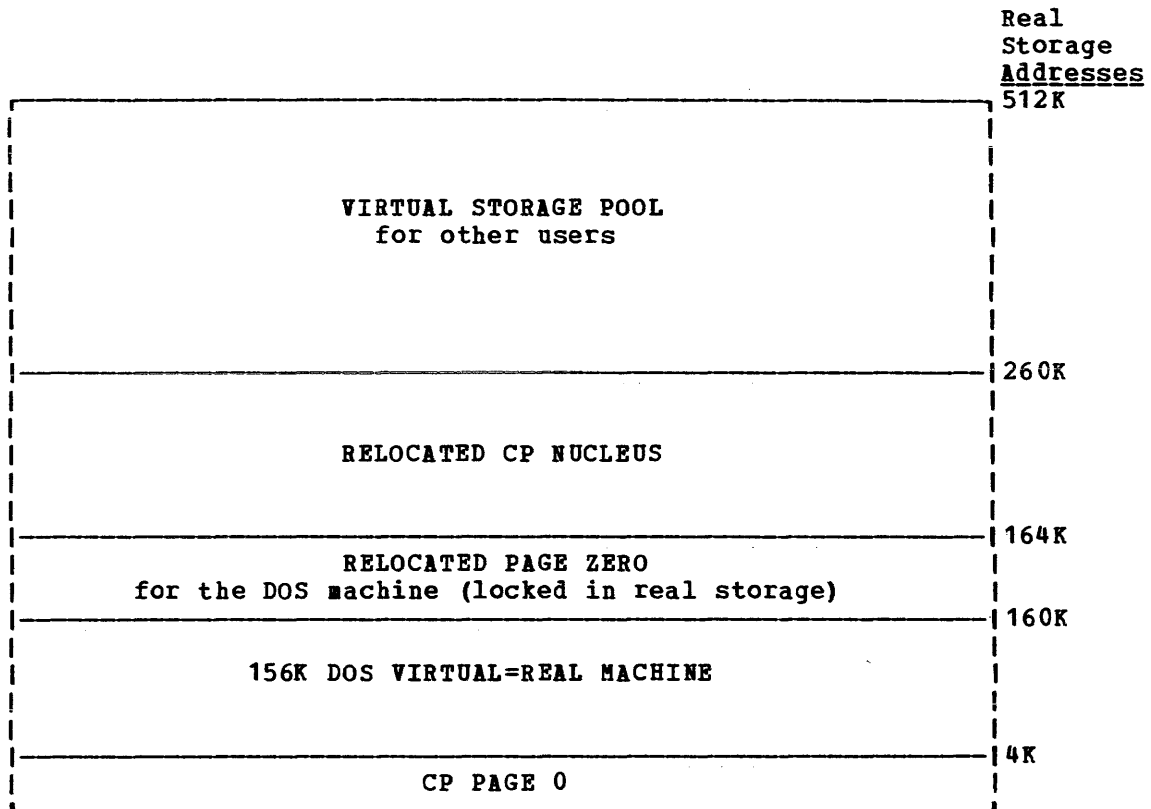 Real
Storage
Addresses
512K
VIRTUAL STORAGE POOL
for other users
260K
RELOCATED CP NUCLEUS
164K
RELOCATED PAGE ZERO
for the DOS machine (locked in real storage)
160K
156K DOS VIRTUAL=REAL MACHINE
4K
CP PAGE 0